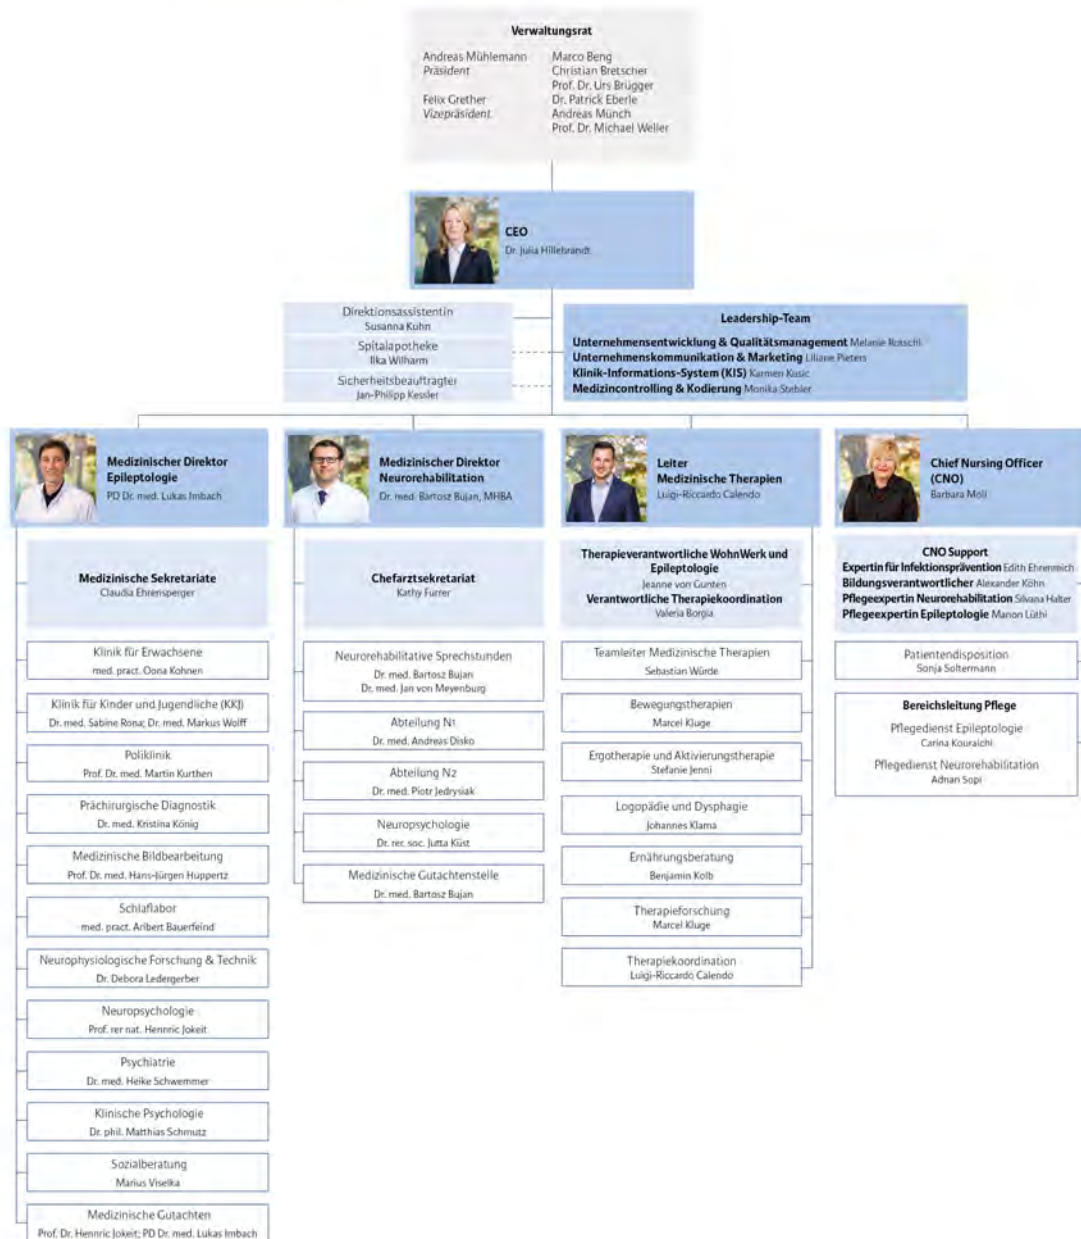 Verwaltungsrat
Andreas Mühlemann
Präsident
Felix Grether
Vizepräsident
Marco Beng
Christian Bretscher
Prof. Dr. Urs Brügger
Dr. Patrick Eberle
Andreas Münch
Prof. Dr. Michael Weller
CEO
Dr. Julia Hillebrandt
Direktionsassistentin
Susanna Kuhn
Spitalapotheke
Ilka Wilharm
Sicherheitsbeauftragter
Jan-Philipp Kessler
Leadership-Team
Unternehmensentwicklung & Qualitätsmanagement Melanie
Unternehmenskommunikation & Marketing Liliane Pieters
Klinik-Informations-System (KIS) Karmen Kusic
Medizincontrolling & Kodierung Monika
Medizinischer Direktor
Epileptologie
PD Dr. med. Lukas Imbach
Medizinische Sekretariate
Claudia Ehrensperger
Klinik für Erwachsene
med. pract. Oona Kohnen
Klinik für Kinder und Jugendliche (KKJ)
Dr. med. Sabine Rona; Dr. med. Markus Wolff
Poliklinik
Prof. Dr. med. Martin Kurthen
Prächirurgische Diagnostik
Dr. med. Kristina König
Medizinische Bildbearbeitung
Prof. Dr. med. Hans-Jürgen Huppertz
Schlaflabor
med. pract. Aribert Bauerfeind
Neurophysiologische Forschung & Technik
Dr. Debora Ledergerber
Neuropsychologie
Prof. rer nat. Hennric Jokeit
Psychiatrie
Dr. med. Heike Schwemmer
Klinische Psychologie
Dr. phil. Matthias Schmutz
Sozialberatung
Marius Viselka
Medizinische Gutachten
Prof. Dr. Hennric Jokeit; PD Dr. med. Lukas Imbach
Medizinischer Direktor
Neurorehabilitation
Dr. med. Bartosz Bujan, MHBA
Chefarztsekretariat
Kathy Furrer
Neurorehabilitative Sprechstunden
Dr. med. Bartosz Bujan
Dr. med. Jan von Meyenburg
Abteilung N1
Dr. med. Andreas Disko
Abteilung N2
Dr. med. Piotr Jedrysiak
Neuropsychologie
Dr. rer. soc. Jutta Küst
Medizinische Gutachtenstelle
Dr. med. Bartosz Bujan
Leiter
Medizinische Therapien
Luigi-Riccardo Calendo
Therapieverantwortliche WohnWerk und
Epileptologie
Jeanne von Gunten
Verantwortliche Therapiekoordination
Valeria Borgia
Teamleiter Medizinische Therapien
Sebastian Würde
Bewegungstherapien
Marcel Kluge
Ergotherapie und Aktivierungstherapie
Stefanie Jenni
Logopädie und Dysphagie
Johannes Klama
Ernährungsberatung
Benjamin Kolb
Therapieforschung
Marcel Kluge
Therapiekoordination
Luigi-Riccardo Calendo
Chief Nursing Officer
(CNO)
Barbara Moll
CNO Support
Expertin für Infektionsprävention Edith Ehrenreich
Bildungsverantwortlicher Alexander Köhn
Pflegeexpertin Neurorehabilitation Silvana Halter
Pflegeexpertin Epileptologie Manon Lüthi
Patientendisposition
Sonja Soltermann
Bereichsleitung Pflege
Pflegedienst Epileptologie
Carina Kouraichi
Pflegedienst Neurorehabilitation
Adnan Sopi